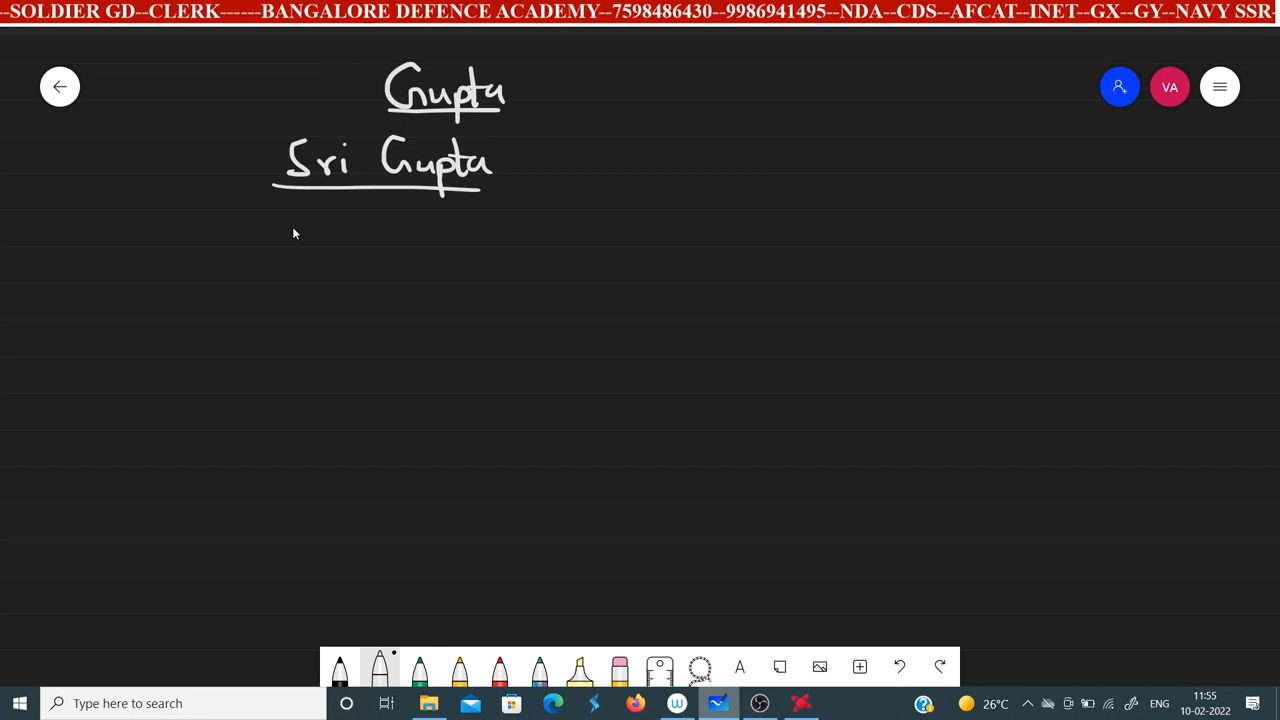 --SOLDIER GD--CLERK------BANGALORE DEFENCE ACADEMY--7598486430--9986941495--NDA--CDS--AFCAT--INET--GX--GY--NAVY SSR-
Gupta
VA
Sri Gupta
A
Type here to search
26°C
ENG
11:55
10-02-2022